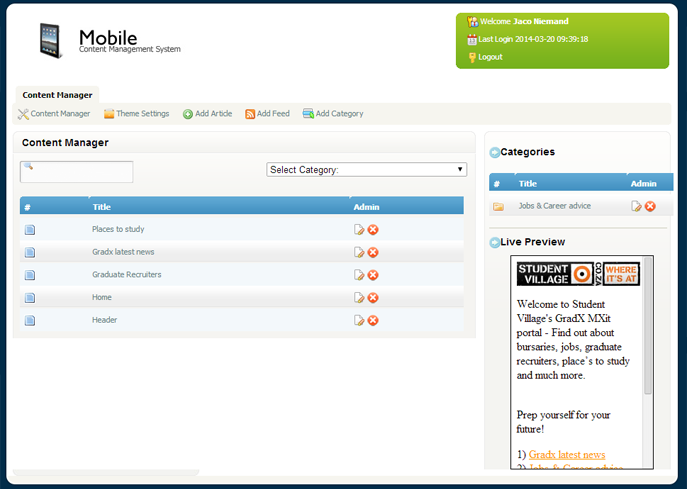 Mobile
Content Management System
Welcome Jaco Niemand
Last Login 2014-03-20 09:39:18
Logout
Content Manager
Content Manager Theme Settings Add Article Add Feed Add Category
Content Manager
Select Category:
# Title Admin
Places to study
Gradx latest news
Graduate Recruiters
Home
Header
Categories
# Title Admin
Jobs & Career advice
Live Preview
STUDENT VILLAGE CO.ZA WHERE IT'S AT
Welcome to Student
Village's GradX MXit
portal - Find out about
bursaries, jobs, graduate
recruiters, place`s to study
and much more.
Prep yourself for your
future!
1) Gradx latest news
2) Jobs & Career advice